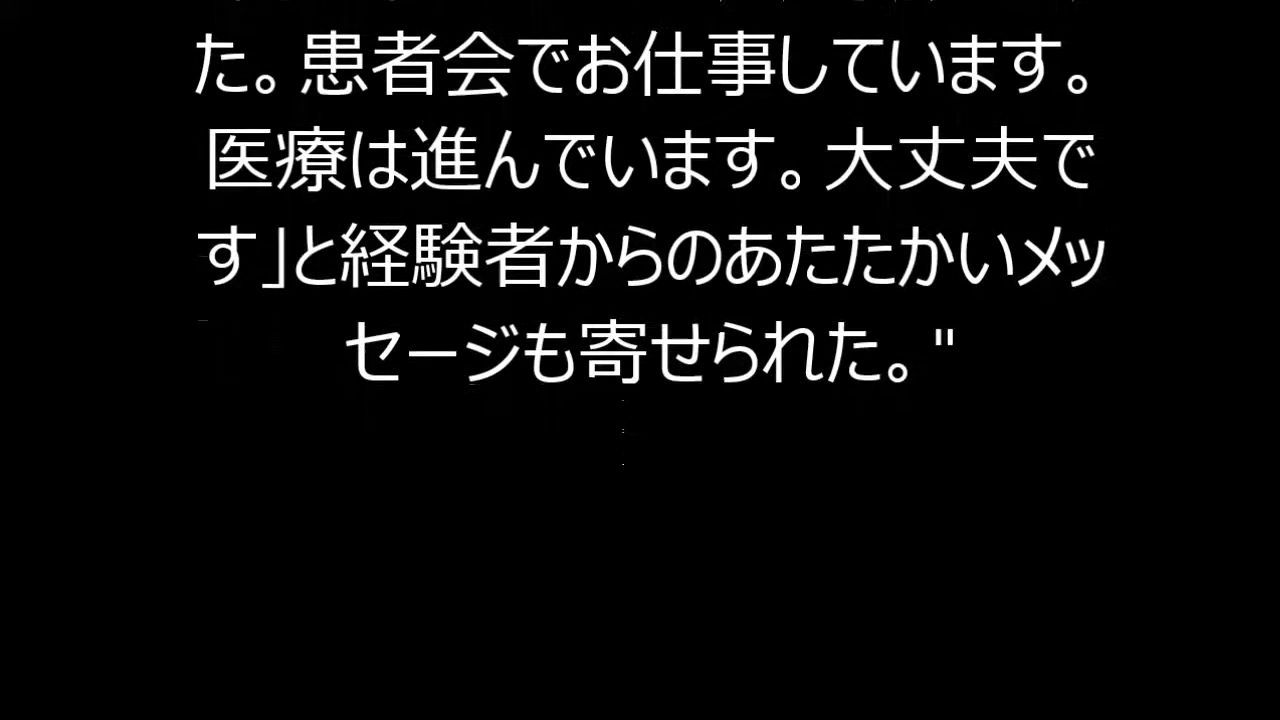 た。患者会でお仕事しています。
医療は進んでいます。大丈夫で
す」と経験者からのあたたかいメッ
セージも寄せられた。"